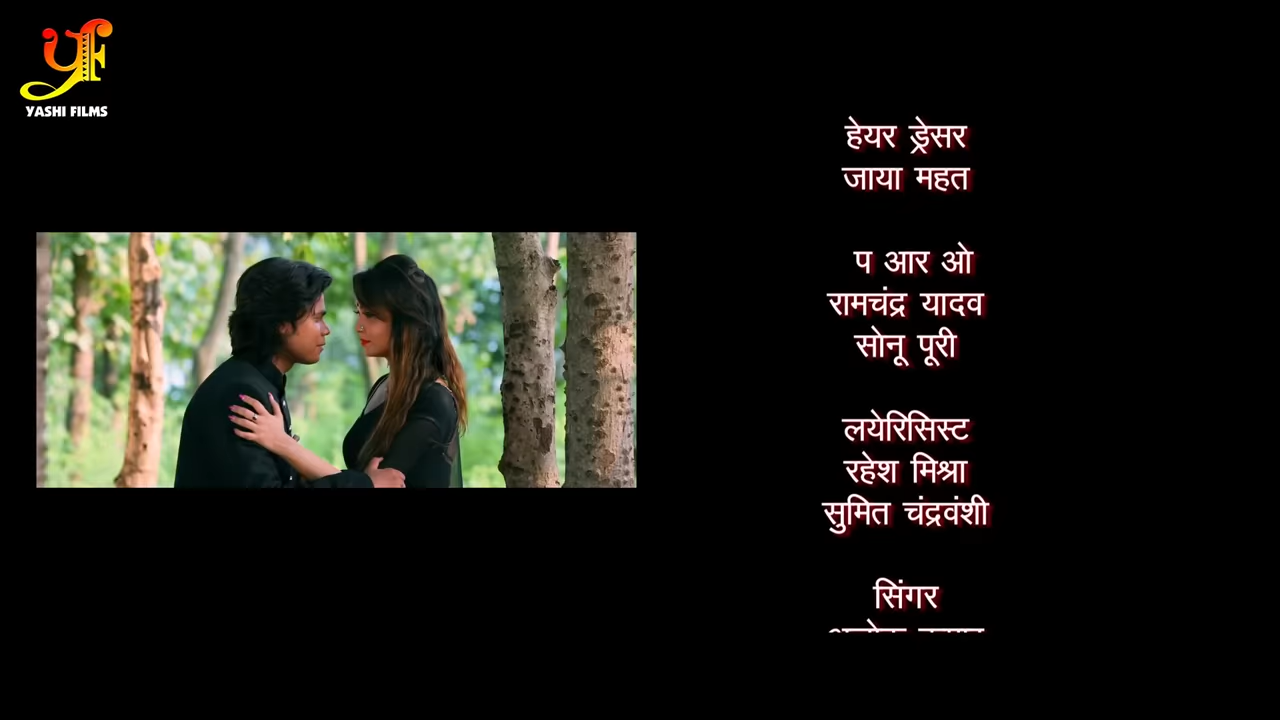 YASHI FILMS
हेयर ड्रेसर
जाया महत
प आर ओ
रामचंद्र यादव
सोनू पूरी
लयेरिसिस्ट
रहेश मिश्रा
सुमित चंद्रवंशी
सिंगर